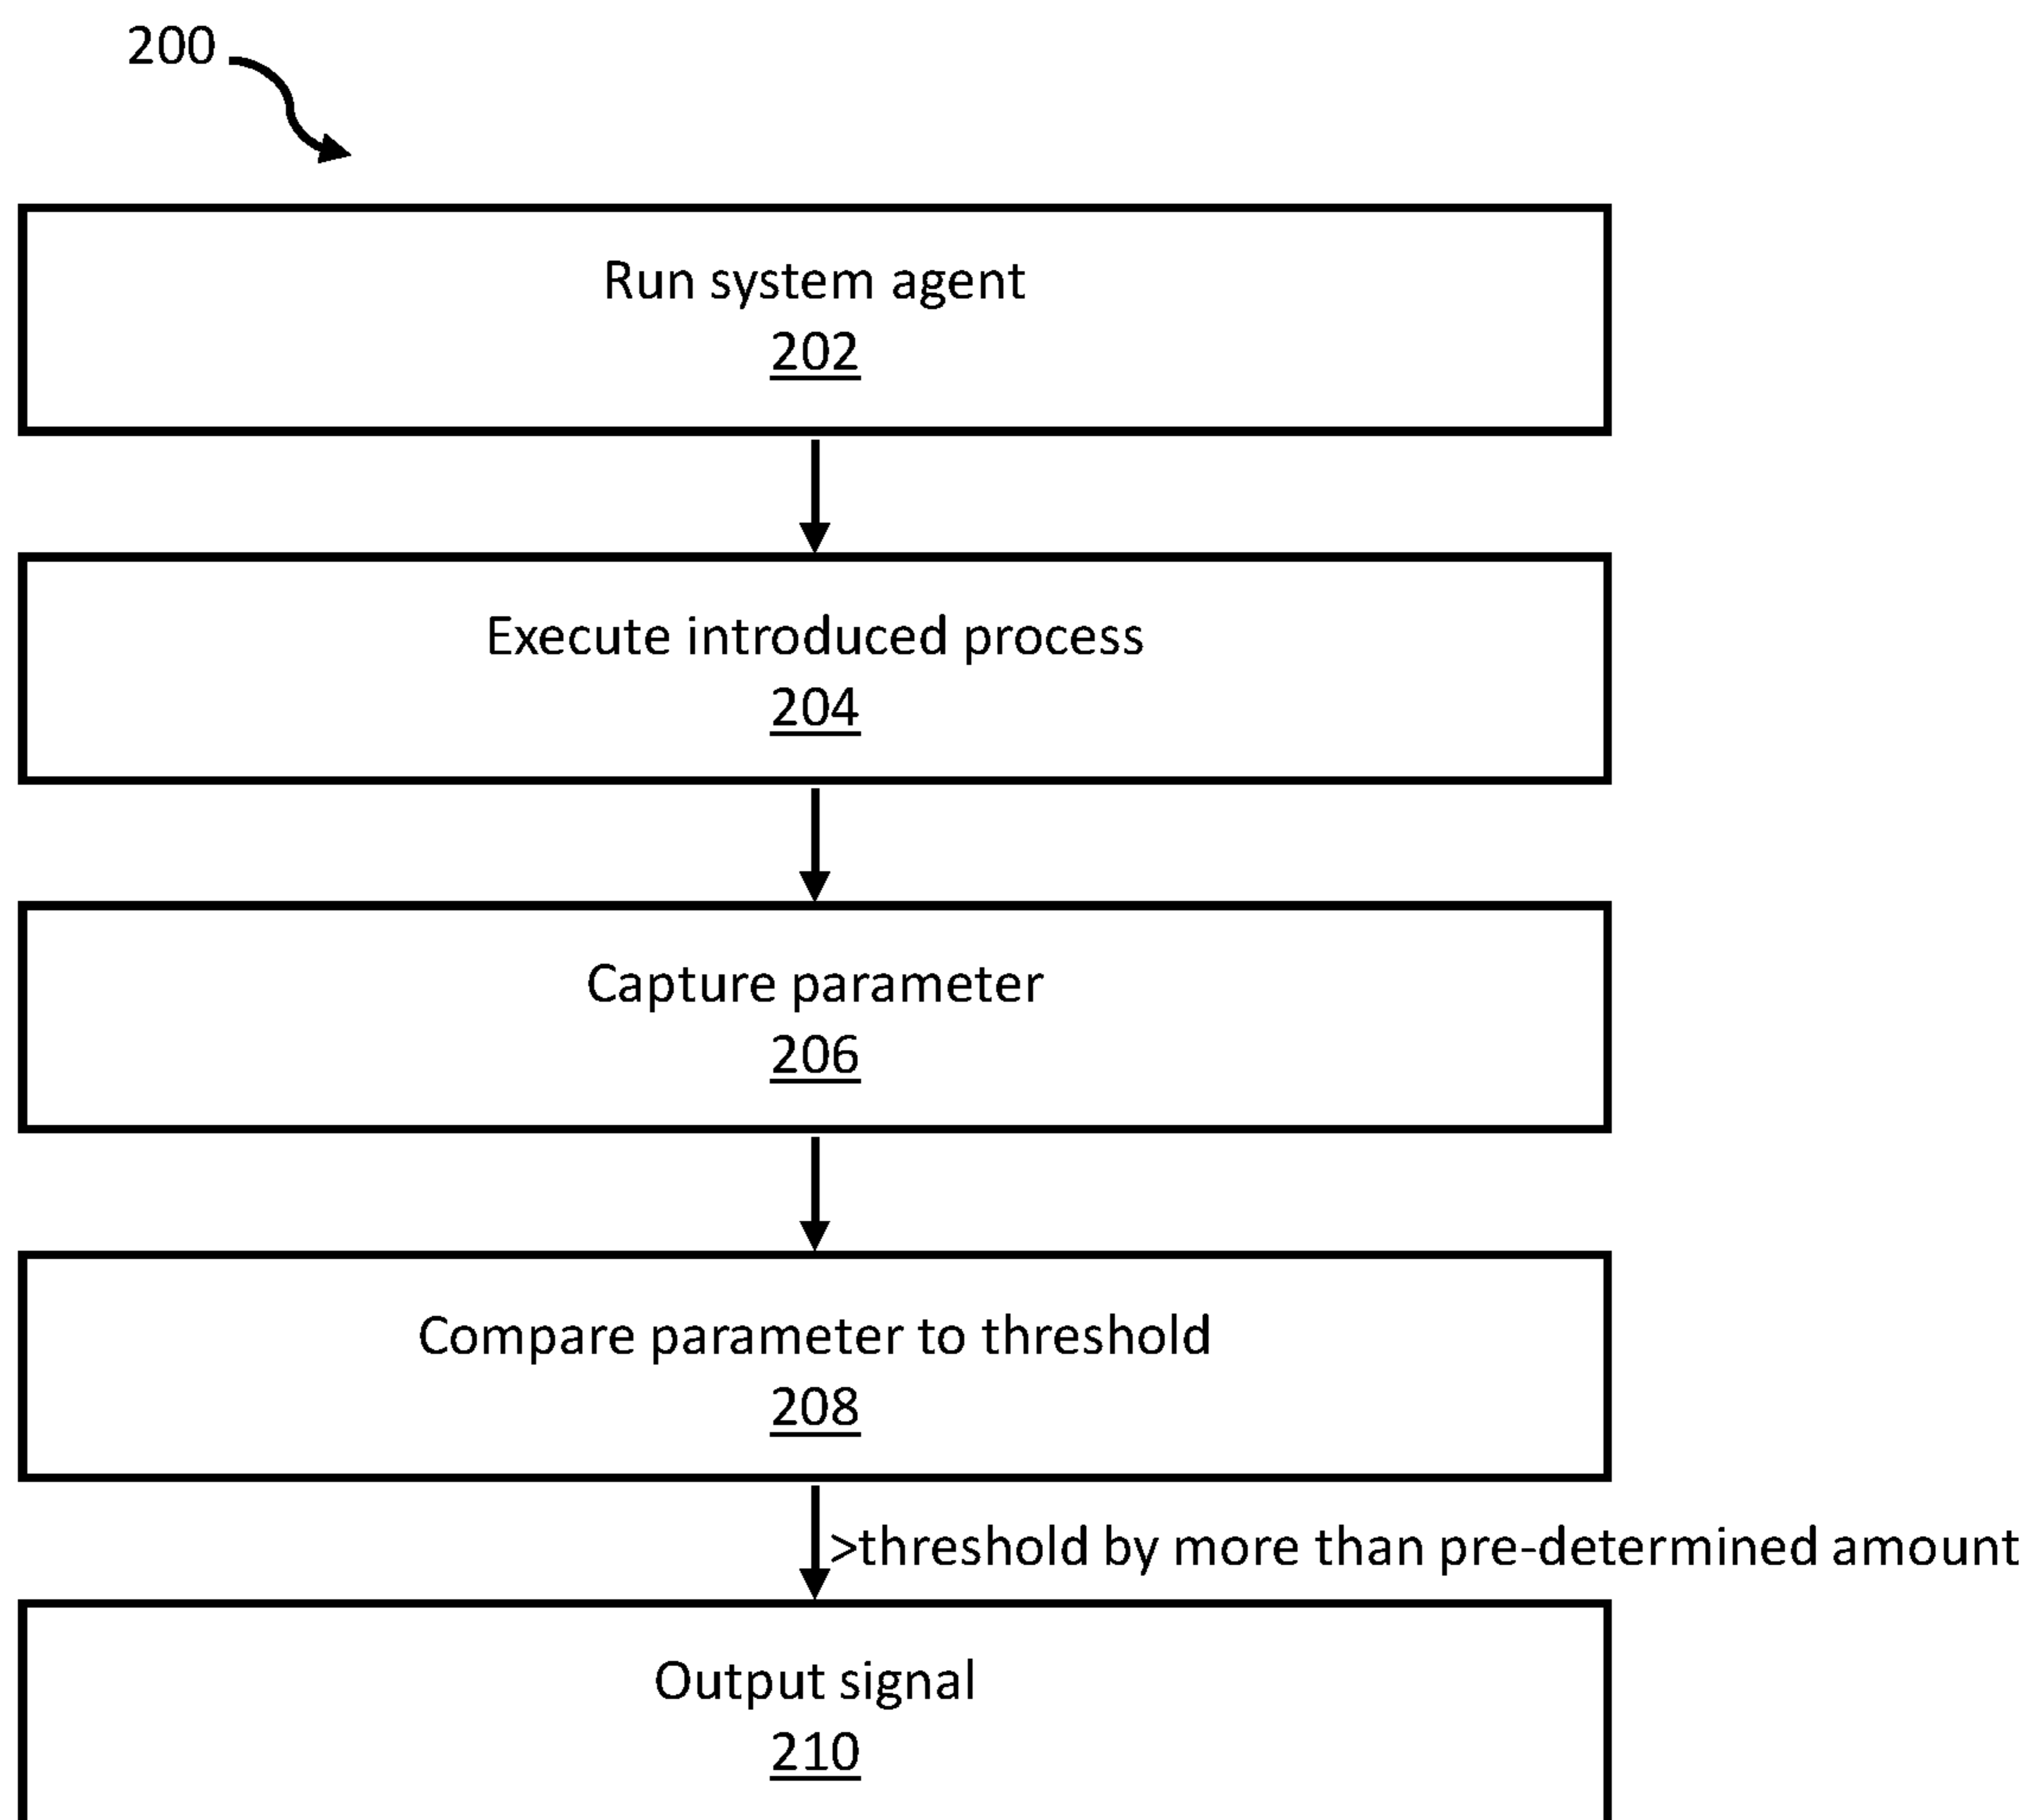 200
Run system agent
202
Execute introduced process
204
Capture parameter
206
Compare parameter to threshold
208
>threshold by more than pre-determined amount
Output signal
210